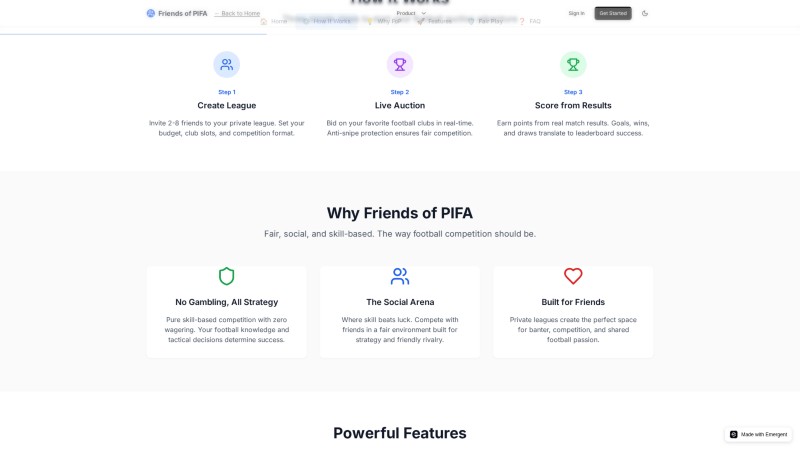 How It Works
Friends of PIFA
← Back to Home
Product
Sign In
Get Started
Home
How It Works
Why FoP
Features
Fair Play
FAQ
Step 1
Create League
Invite 2-8 friends to your private league. Set your
budget, club slots, and competition format.
Step 2
Live Auction
Bid on your favorite football clubs in real-time.
Anti-snipe protection ensures fair competition.
Step 3
Score from Results
Earn points from real match results. Goals, wins,
and draws translate to leaderboard success.
Why Friends of PIFA
Fair, social, and skill-based. The way football competition should be.
No Gambling, All Strategy
Pure skill-based competition with zero
wagering. Your football knowledge and
tactical decisions determine success.
The Social Arena
Where skill beats luck. Compete with
friends in a fair environment built for
strategy and friendly rivalry.
Built for Friends
Private leagues create the perfect space
for banter, competition, and shared
football passion.
Powerful Features
Made with Emergent